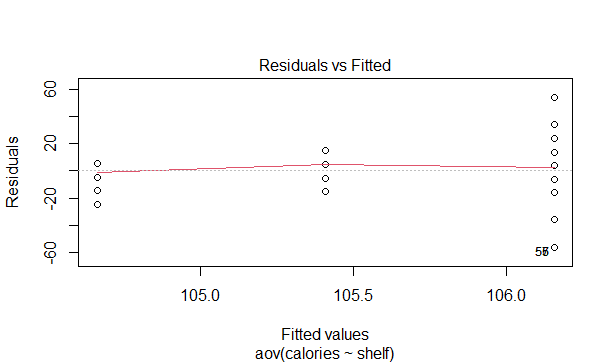 Residuals vs Fitted
60
20
-20
-60
Residuals
105.0 105.5 106.0
Fitted values
aov(calories ~ shelf)